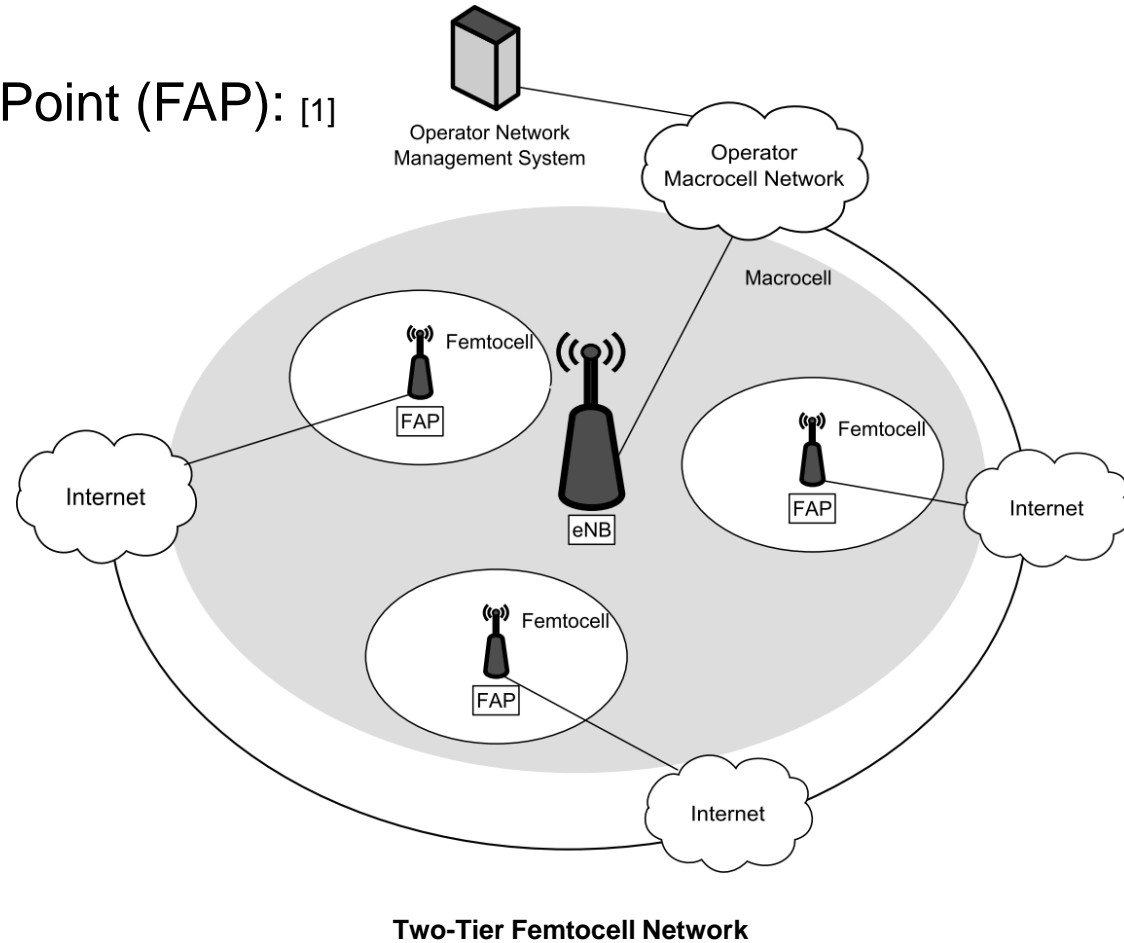 Point (FAP): [1]
Operator Network
Management System
Operator
Macrocell Network
Macrocell
Femtocell
FAP
Femtocell
FAP
Internet
Internet
eNB
Femtocell
FAP
Internet
Two-Tier Femtocell Network